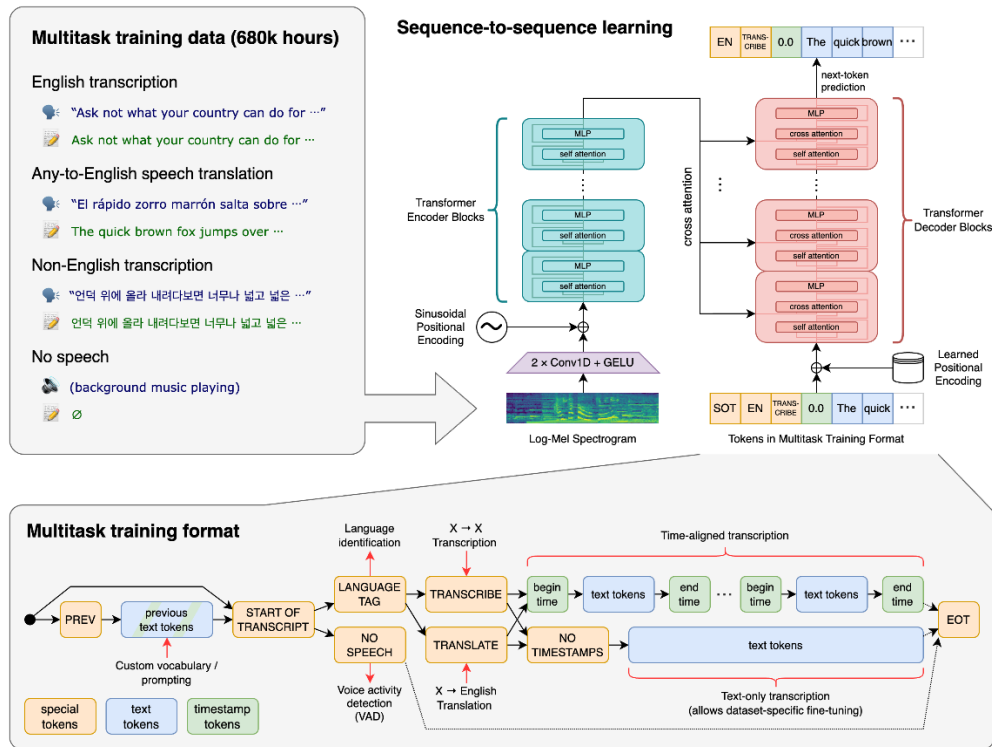 Multitask training data (680k hours)
English transcription
“Ask not what your country can do for ⋯”
Ask not what your country can do for ⋯
Any-to-English speech translation
“El rápido zorro marrón salta sobre ⋯”
The quick brown fox jumps over ⋯
Non-English transcription
“언덕 위에 올라 내려다보면 너무나 넓고 넓은 ⋯”
언덕 위에 올라 내려다보면 너무나 넓고 넓은 ⋯
No speech
(background music playing)
∅
Sequence-to-sequence learning
EN TRANS-CRIBE 0.0 The quick brown ⋯
next-token
prediction
MLP
self attention
⋮
MLP
self attention
MLP
self attention
Transformer
Encoder Blocks
cross attention
⋮
MLP
cross attention
self attention
⋮
MLP
cross attention
self attention
MLP
cross attention
self attention
Transformer
Decoder Blocks
Sinusoidal
Positional
Encoding
2 × Conv1D + GELU
Log-Mel Spectrogram
Learned
Positional
Encoding
SOT EN TRANS-CRIBE 0.0 The quick ⋯
Tokens in Multitask Training Format
Multitask training format
Language
identification
X → X
Transcription
Time-aligned transcription
PREV
previous
text tokens
START OF
TRANSCRIPT
LANGUAGE
TAG
NO
SPEECH
TRANSCRIBE
TRANSLATE
begin
time
text tokens
end
time
⋯
begin
time
text tokens
end
time
NO
TIMESTAMPS
text tokens
EOT
Custom vocabulary /
prompting
Voice activity
detection
(VAD)
X → English
Translation
Text-only transcription
(allows dataset-specific fine-tuning)
special
tokens
text
tokens
timestamp
tokens